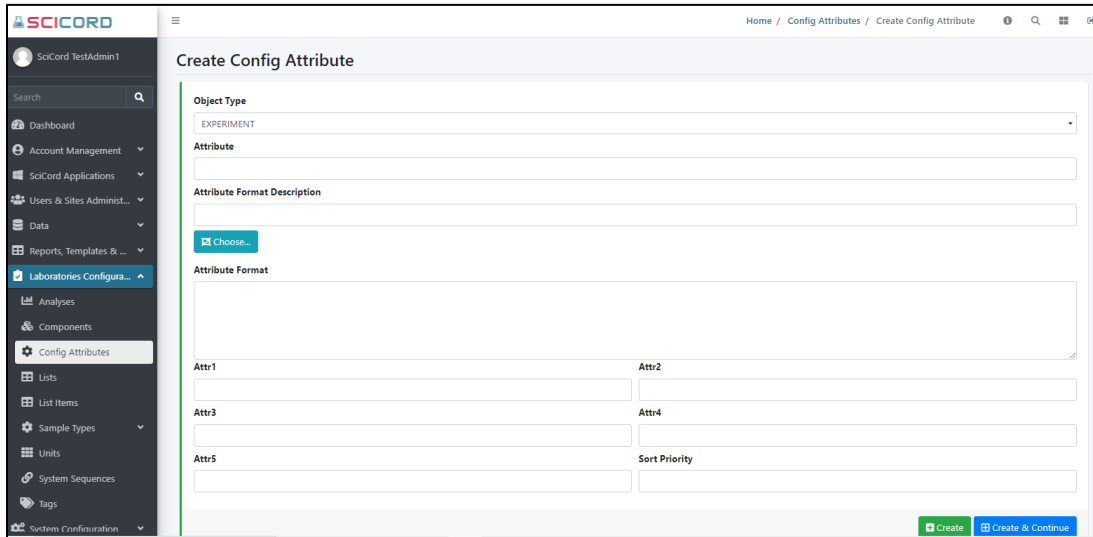 SCICORD
Home / Config Attributes / Create Config Attribute
SciCord TestAdmin1
Create Config Attribute
Search
Object Type
EXPERIMENT
Dashboard
Account Management
Attribute
SciCord Applications
Attribute Format Description
Users & Sites Administ...
Data
Choose...
Reports, Templates & ...
Attribute Format
Laboratories Configura...
Analyses
Components
Config Attributes
Attr1 Attr2
Lists
List Items
Attr3 Attr4
Sample Types
Units
Attr5 Sort Priority
System Sequences
Tags
System Configuration
Create Create & Continue